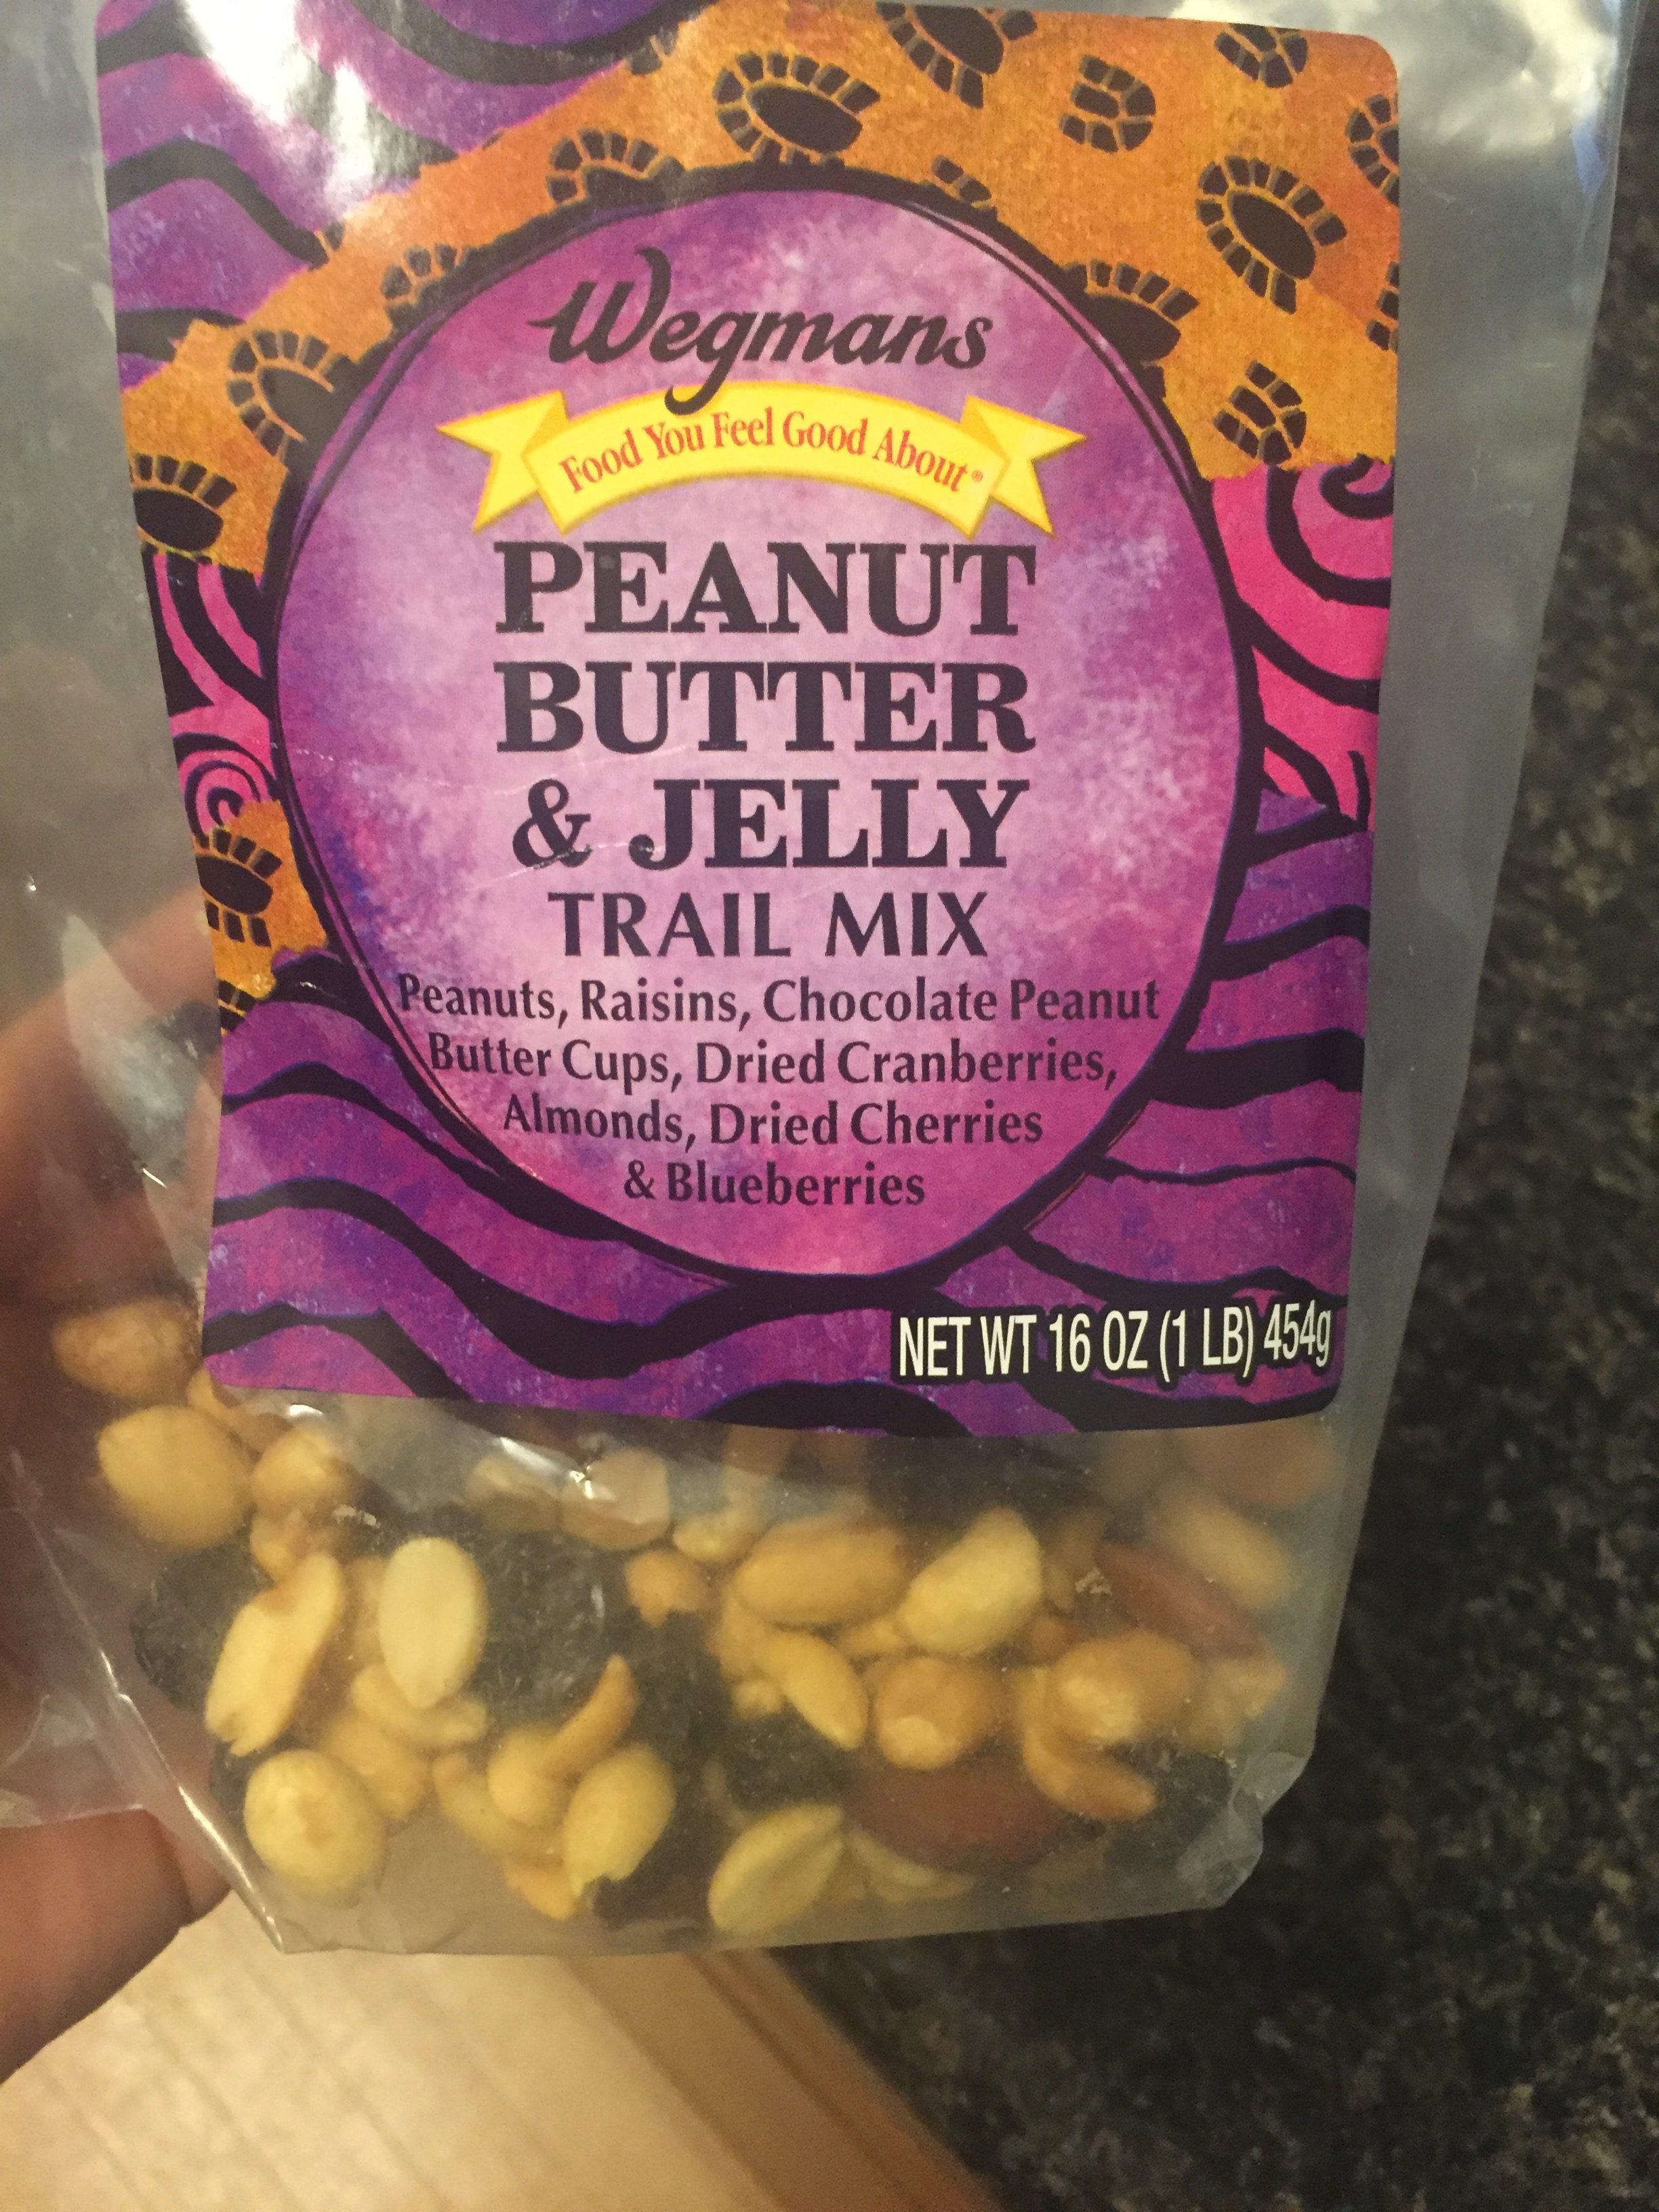 Wegmans
Food You Feel Good About®
PEANUT
BUTTER
& JELLY
TRAIL MIX
Peanuts, Raisins, Chocolate Peanut
Butter Cups, Dried Cranberries,
Almonds, Dried Cherries
& Blueberries
NET WT 16 OZ (1 LB) 454g